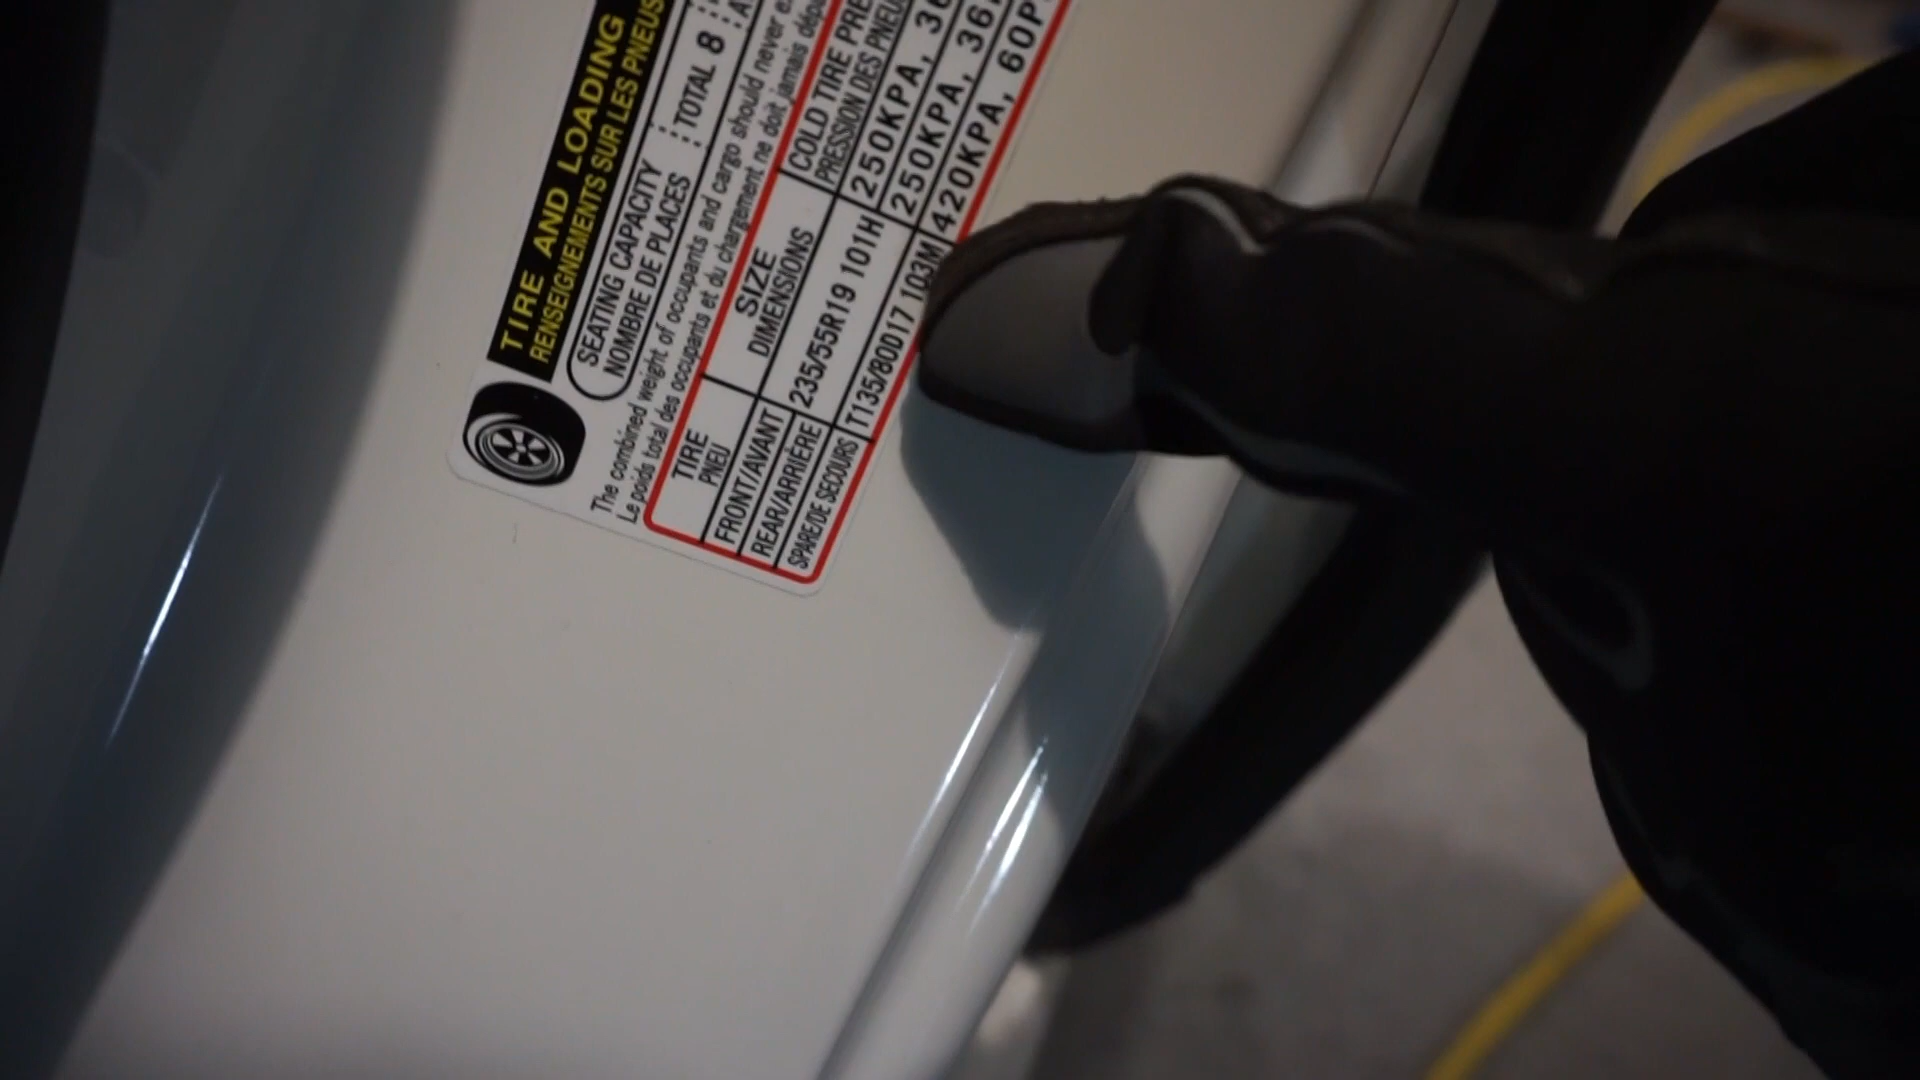 TIRE AND LOADING
RENSEIGNEMENTS SUR LES PNEUS
SEATING CAPACITY
NOMBRE DE PLACES
TOTAL 8
The combined weight of occupants and cargo should never
Le poids total des occupants et du chargement ne doit jamais
TIRE
PNEU
SIZE
DIMENSIONS
COLD TIRE
PRESSION DES PNEUS
FRONT/AVANT
REAR/ARRIÈRE
235/55R19 101H
250KPA,
250KPA,
SPARE/DE SECOURS
T135/80D17 103M
420KPA,